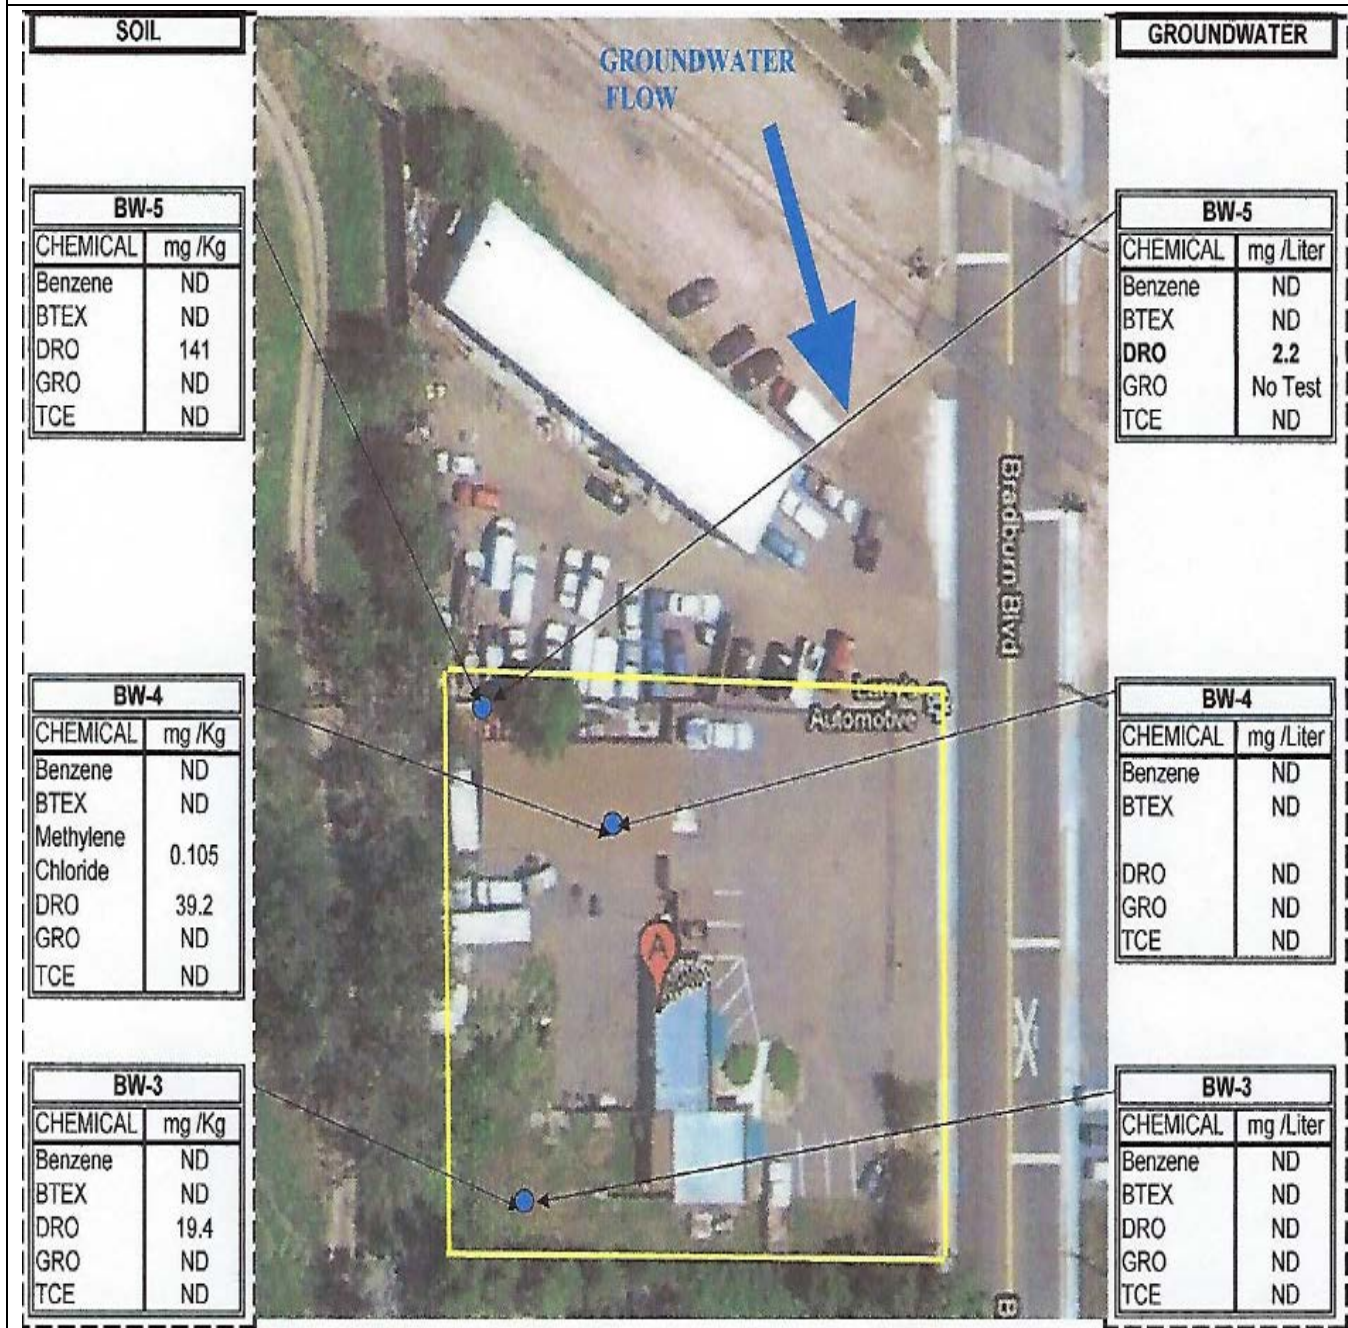 SOIL
BW-5
CHEMICAL mg /Kg
Benzene ND
BTEX ND
DRO 141
GRO ND
TCE ND
BW-4
CHEMICAL mg /Kg
Benzene ND
BTEX ND
Methylene
Chloride 0.105
DRO 39.2
GRO ND
TCE ND
BW-3
CHEMICAL mg /Kg
Benzene ND
BTEX ND
DRO 19.4
GRO ND
TCE ND
GROUNDWATER
FLOW
Bradburn Blvd
Automotive
A
X
B
GROUNDWATER
BW-5
CHEMICAL mg /Liter
Benzene ND
BTEX ND
DRO 2.2
GRO No Test
TCE ND
BW-4
CHEMICAL mg /Liter
Benzene ND
BTEX ND
DRO ND
GRO ND
TCE ND
BW-3
CHEMICAL mg /Liter
Benzene ND
BTEX ND
DRO ND
GRO ND
TCE ND